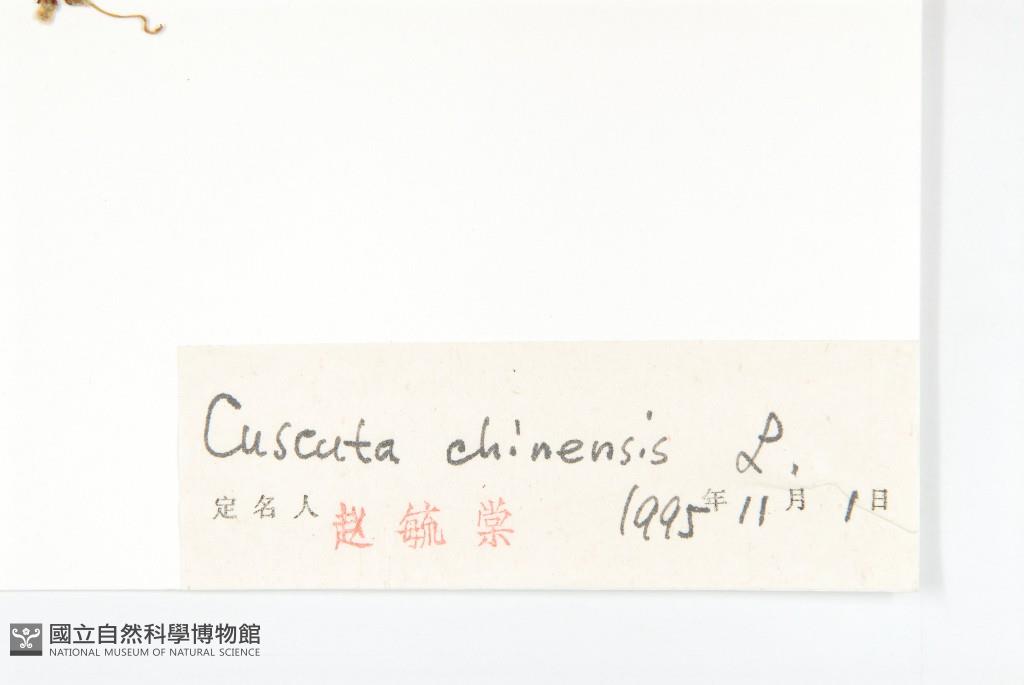 Cuscuta chinensis L.
定名人 赵毓棠 1995年11月1日
國立自然科學博物館
NATIONAL MUSEUM OF NATURAL SCIENCE